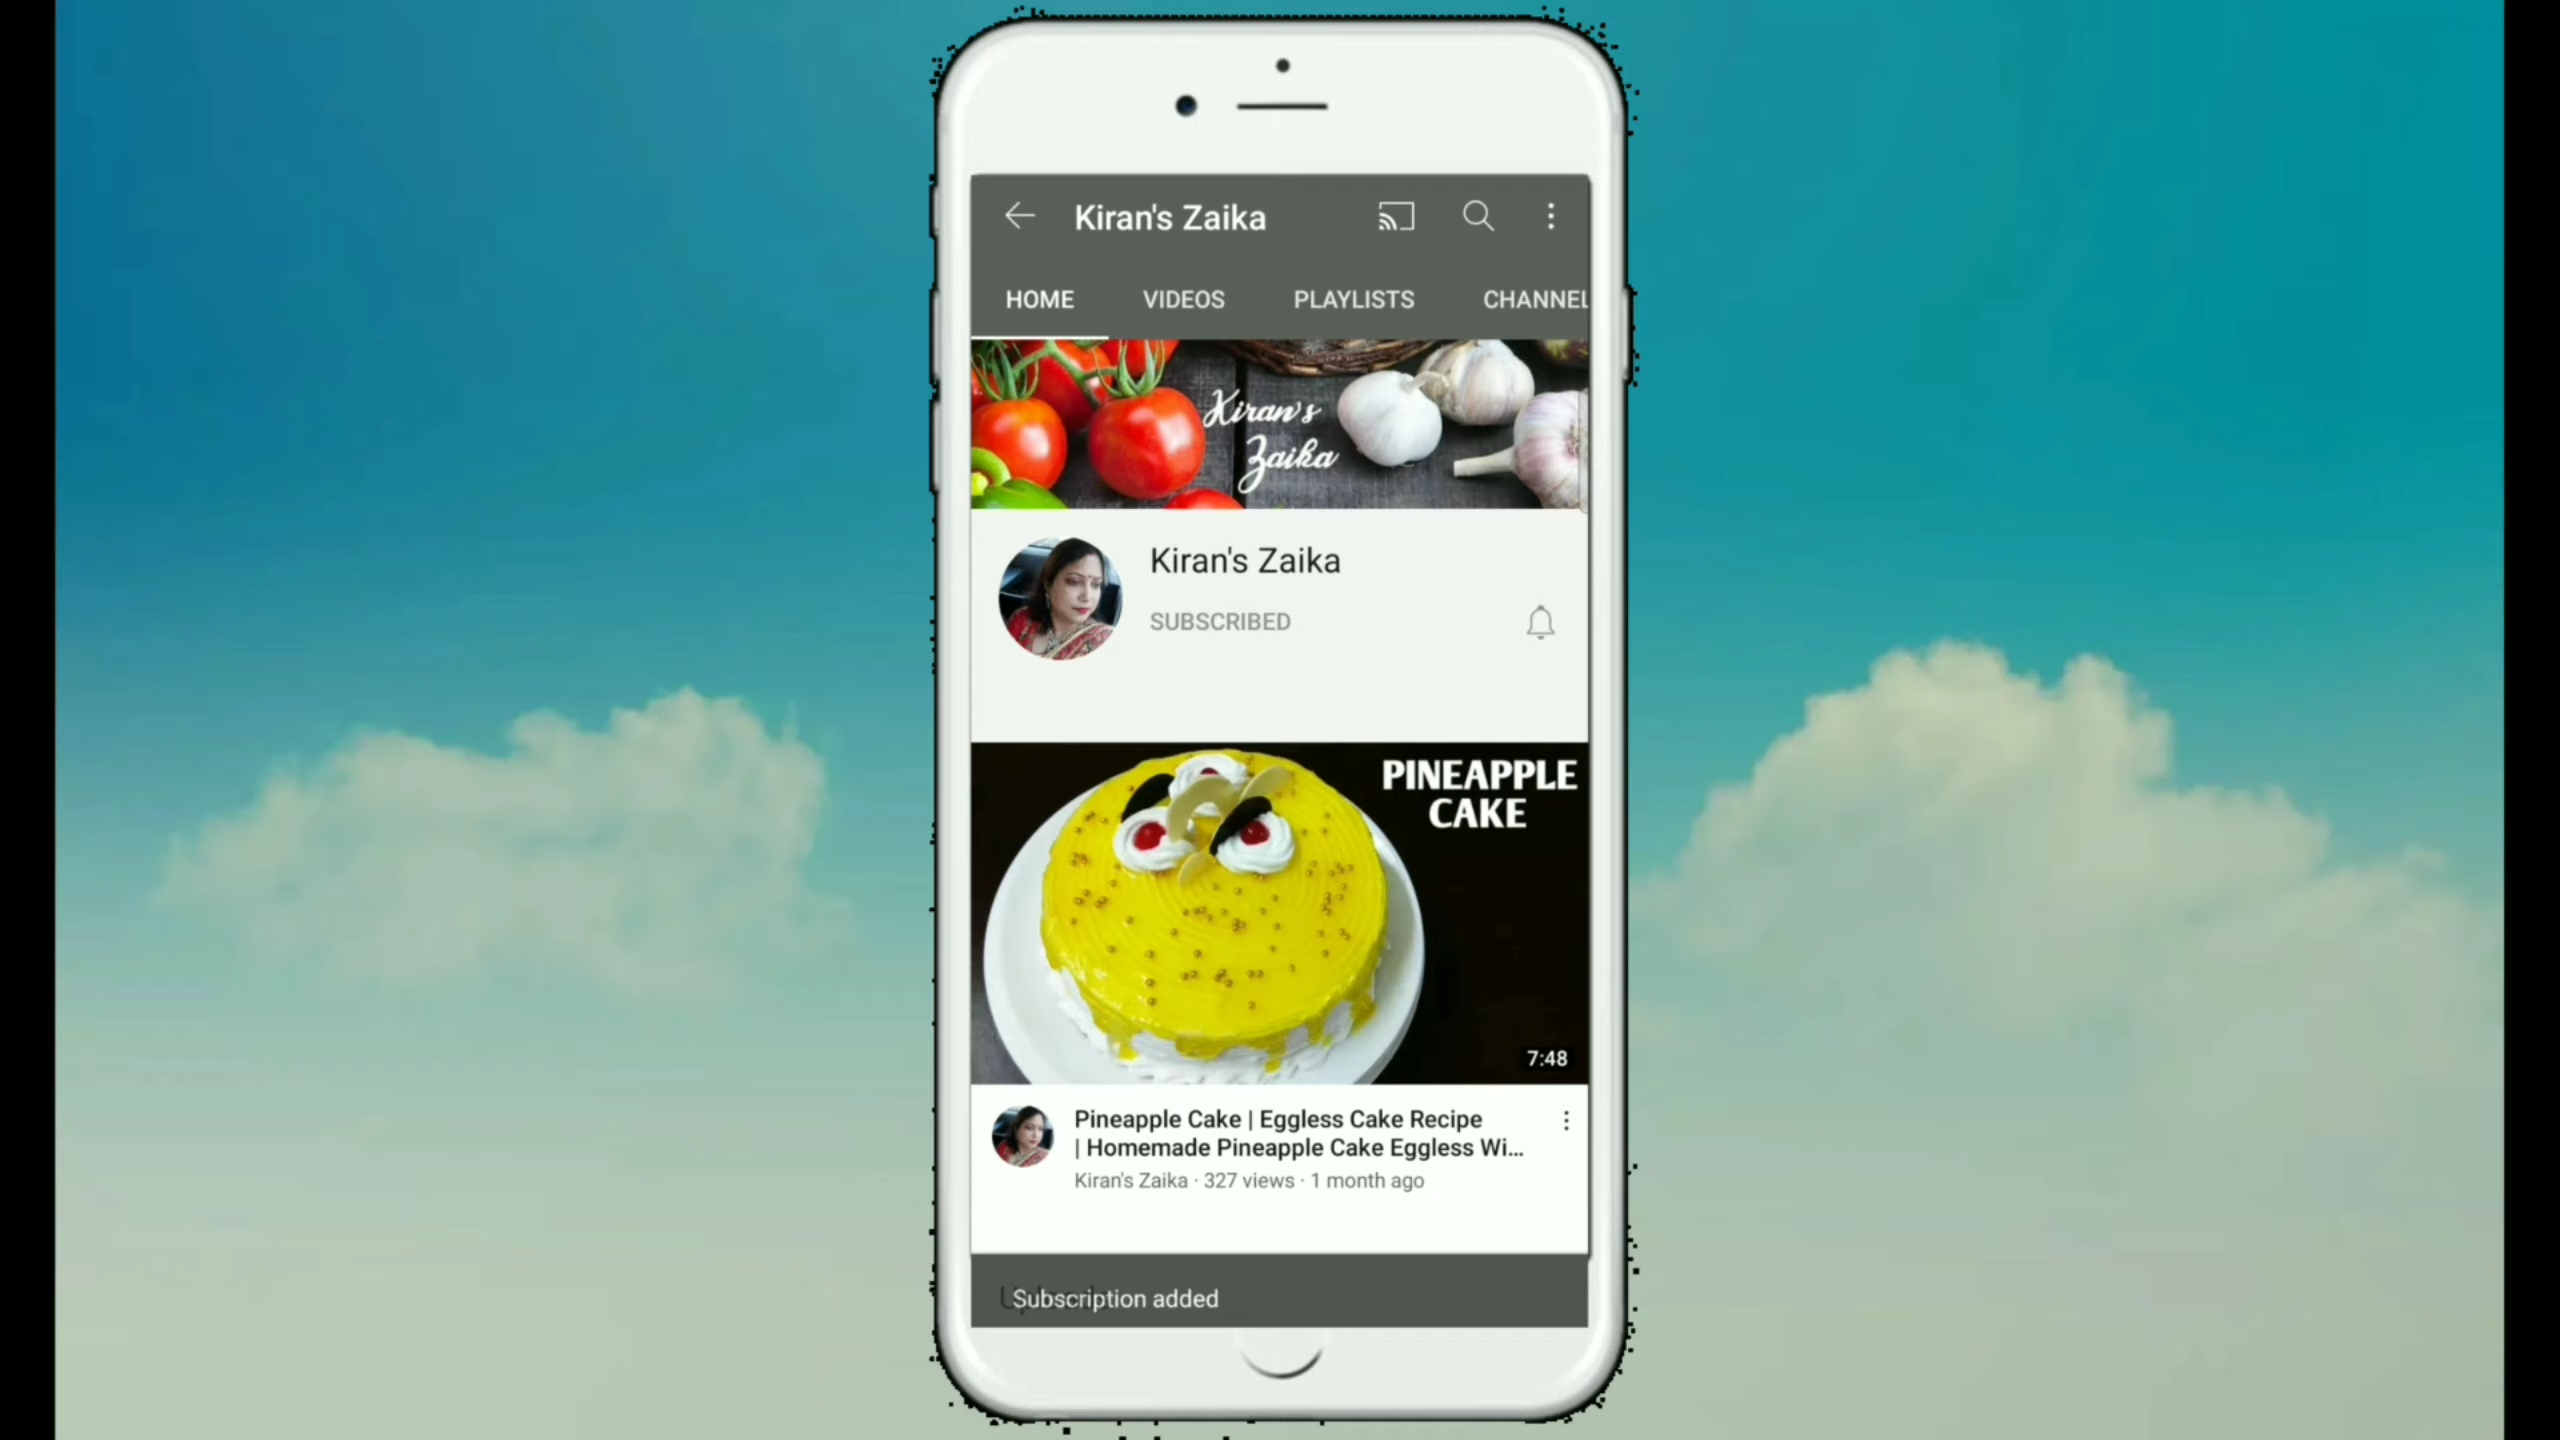 Kiran's Zaika
HOME VIDEOS PLAYLISTS CHANNEL
Kiran's
Zaika
Kiran's Zaika
SUBSCRIBED
PINEAPPLE
CAKE
7:48
Pineapple Cake | Eggless Cake Recipe
| Homemade Pineapple Cake Eggless Wi...
Kiran's Zaika · 327 views · 1 month ago
Subscription added